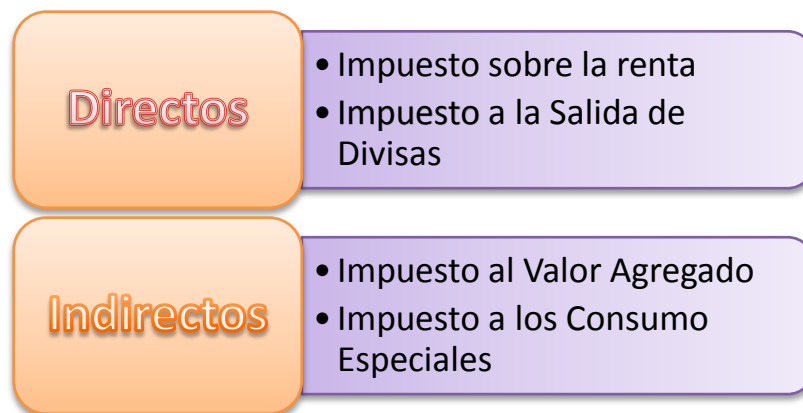 Directos
• Impuesto sobre la renta
• Impuesto a la Salida de
Divisas
Indirectos
• Impuesto al Valor Agregado
• Impuesto a los Consumo
Especiales